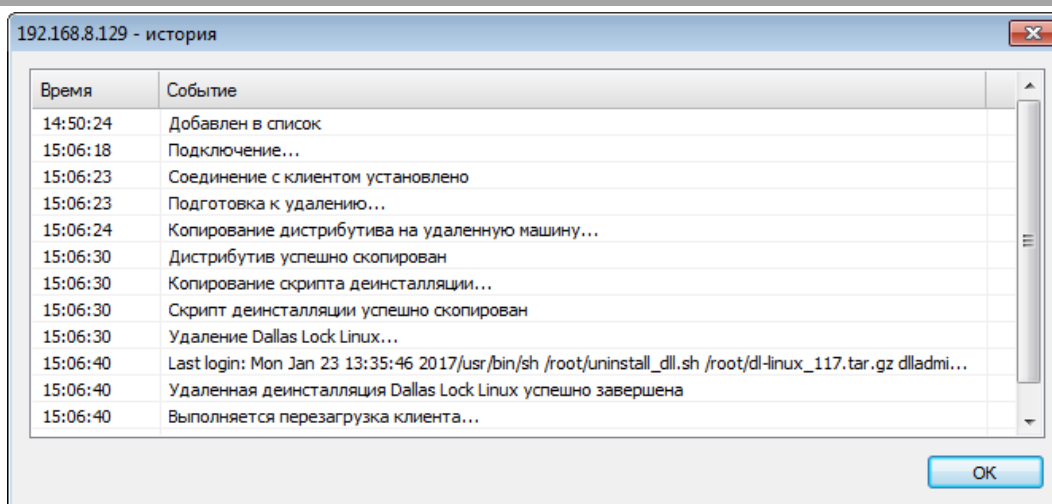 192.168.8.129 - история
Время Событие
14:50:24 Добавлен в список
15:06:18 Подключение...
15:06:23 Соединение с клиентом установлено
15:06:23 Подготовка к удалению...
15:06:24 Копирование дистрибутива на удаленную машину...
15:06:30 Дистрибутив успешно скопирован
15:06:30 Копирование скрипта деинсталляции...
15:06:30 Скрипт деинсталляции успешно скопирован
15:06:30 Удаление Dallas Lock Linux...
15:06:40 Last login: Mon Jan 23 13:35:46 2017/usr/bin/sh /root/uninstall_dll.sh /root/dl-linux_117.tar.gz dlladmi...
15:06:40 Удаленная деинсталляция Dallas Lock Linux успешно завершена
15:06:40 Выполняется перезагрузка клиента...
OK